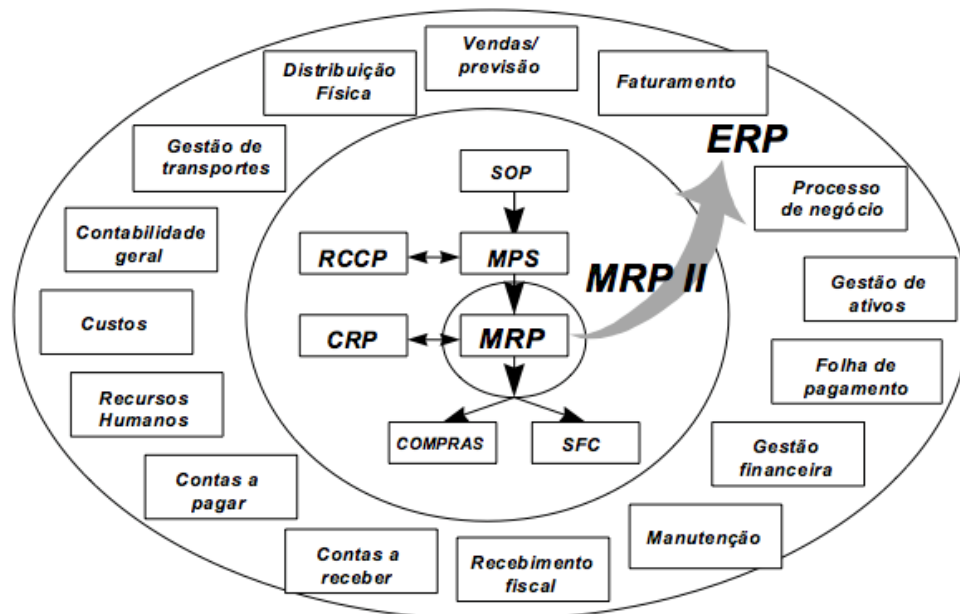 Vendas/
previsão
Distribuição
Física
Faturamento
ERP
Gestão de
transportes
SOP
Processo
de negócio
Contabilidade
geral
RCCP
MPS
MRP II
Gestão de
ativos
Custos
CRP
MRP
Folha de
pagamento
Recursos
Humanos
COMPRAS
SFC
Gestão
financeira
Contas a
pagar
Manutenção
Contas a
receber
Recebimento
fiscal